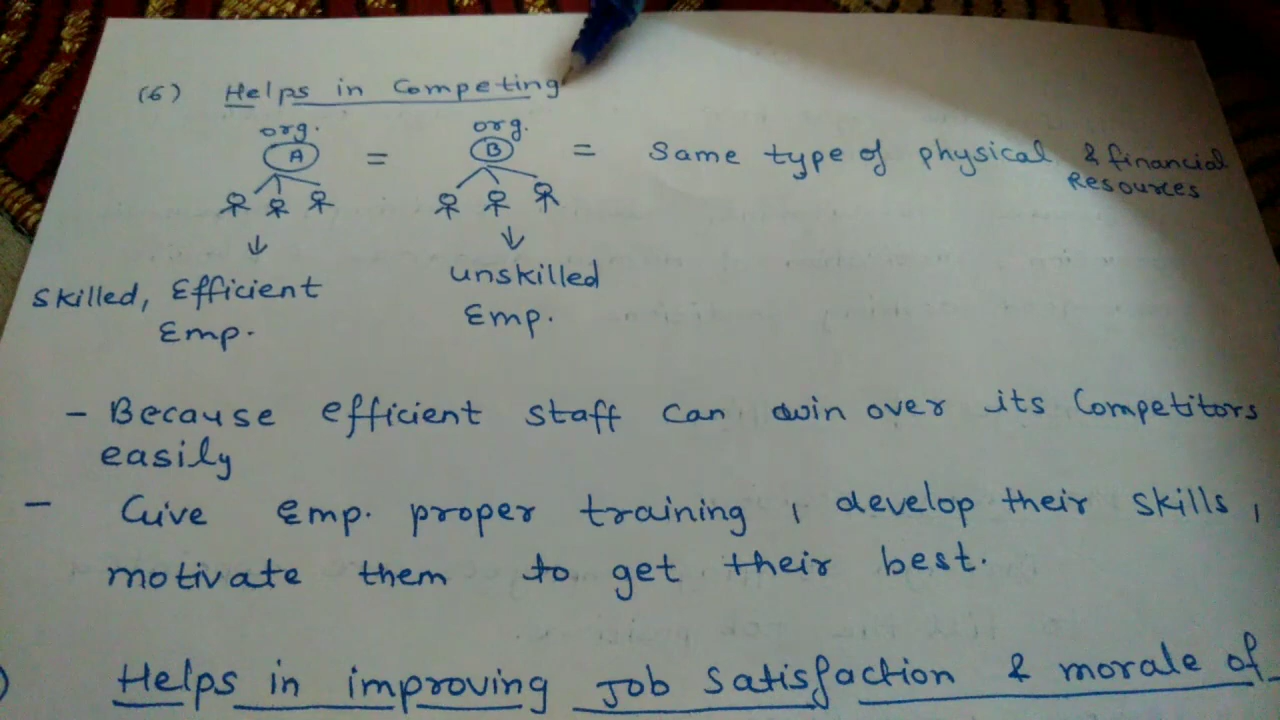 (6) Helps in Competing
org. org.
A = B = Same type of physical & financial
Resources
Skilled, Efficient unskilled
Emp. Emp.
- Because efficient staff can win over its Competitors
easily
- Give Emp. proper training, develop their skills,
motivate them to get their best.
) Helps in improving Job satisfaction & morale of